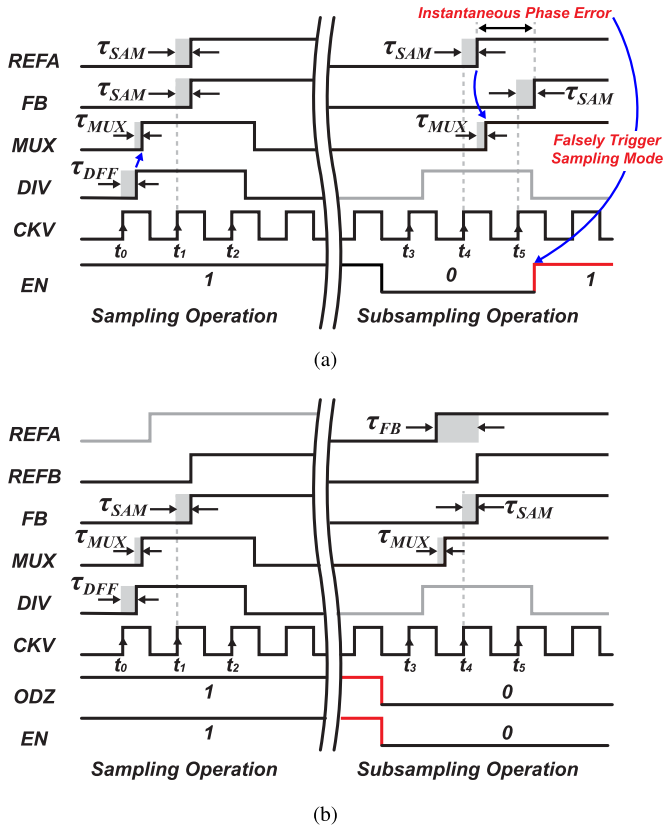 Instantaneous Phase Error
REFA τSAM τSAM
FB τSAM τSAM
MUX τMUX τMUX
Falsely Trigger
Sampling Mode
DIV τDFF
CKV
t0 t1 t2 t3 t4 t5
EN 1 0 1
Sampling Operation Subsampling Operation
(a)
REFA τFB
REFB
FB τSAM τSAM
MUX τMUX τMUX
DIV τDFF
CKV
t0 t1 t2 t3 t4 t5
ODZ 1 0
EN 1 0
Sampling Operation Subsampling Operation
(b)